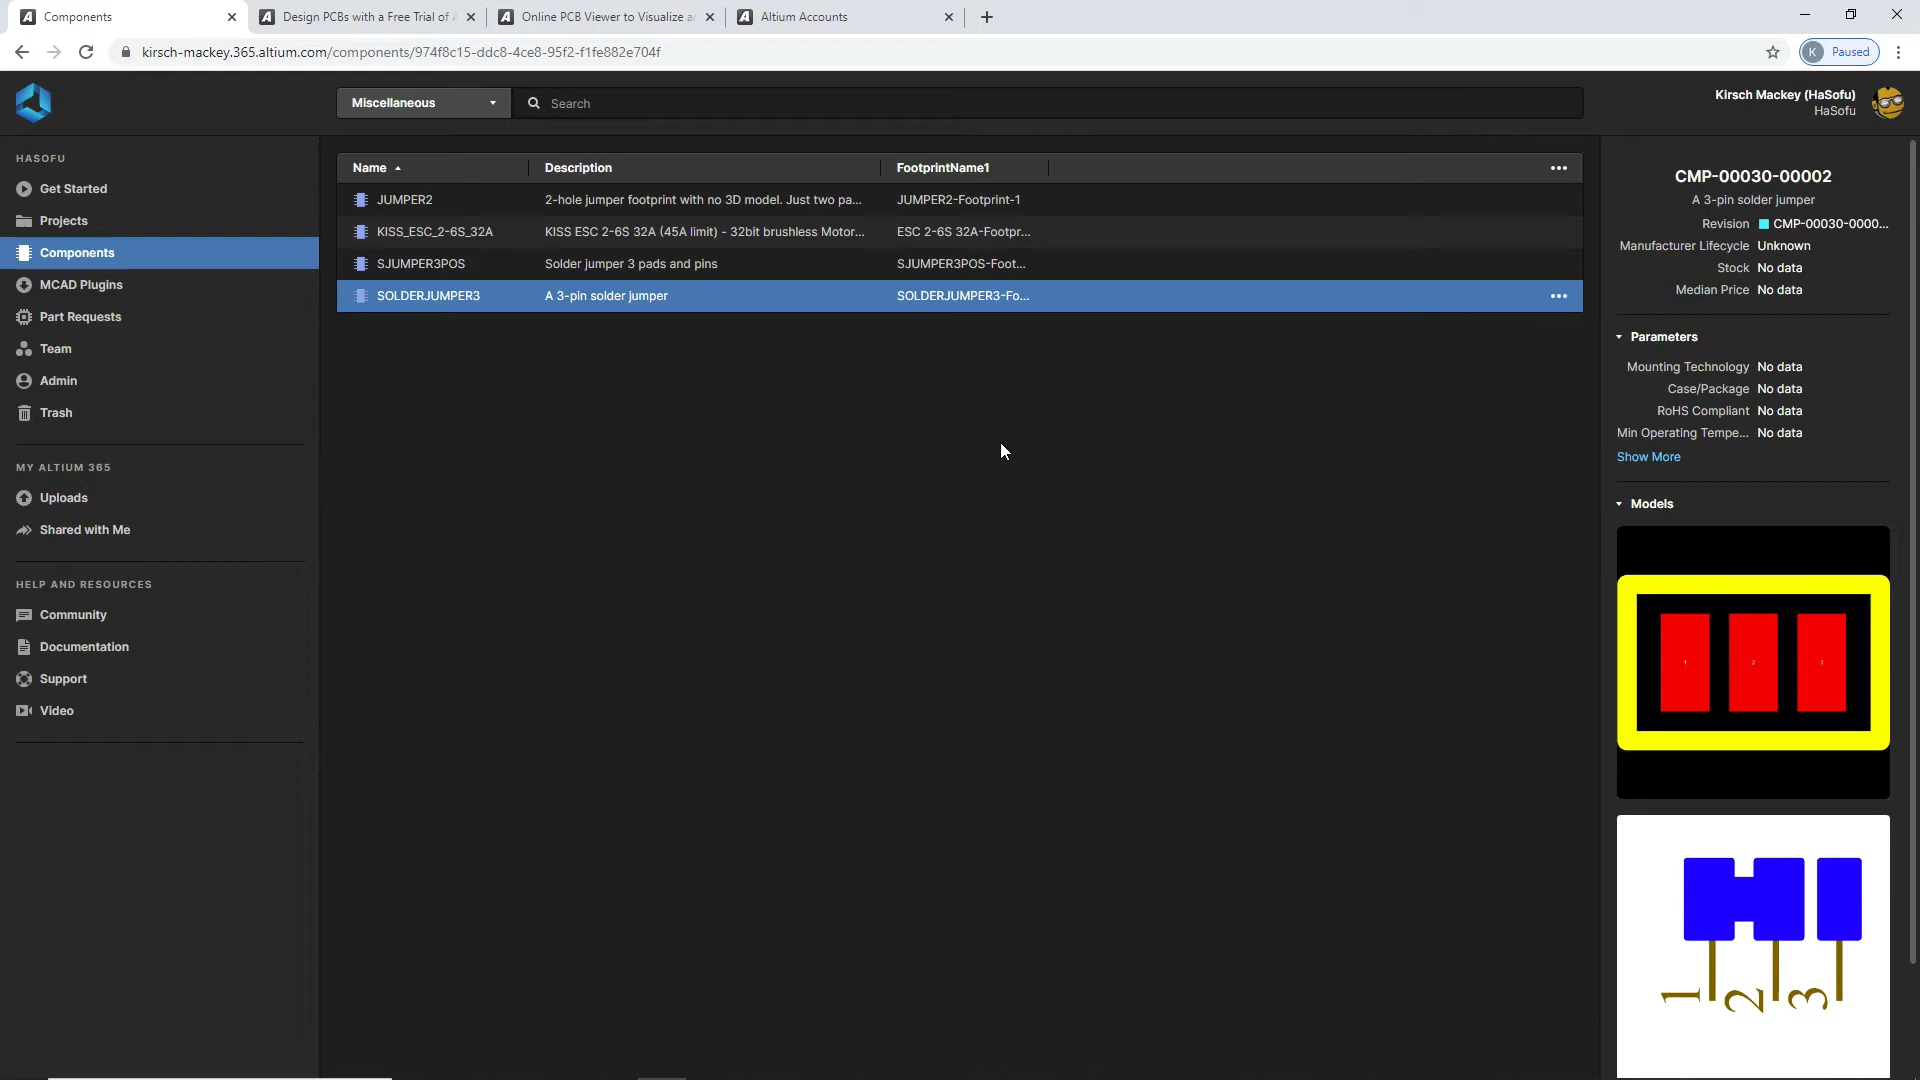 Components
Design PCBs with a Free Trial of A
Online PCB Viewer to Visualize a
Altium Accounts
kirsch-mackey.365.altium.com/components/974f8c15-ddc8-4ce8-95f2-f1fe882e704f
K Paused
Miscellaneous
Search
Kirsch Mackey (HaSofu)
HaSofu
HASOFU
Get Started
Projects
Components
MCAD Plugins
Part Requests
Team
Admin
Trash
MY ALTIUM 365
Uploads
Shared with Me
HELP AND RESOURCES
Community
Documentation
Support
Video
Name Description FootprintName1
JUMPER2 2-hole jumper footprint with no 3D model. Just two pa... JUMPER2-Footprint-1
KISS_ESC_2-6S_32A KISS ESC 2-6S 32A (45A limit) - 32bit brushless Motor... ESC 2-6S 32A-Footpr...
SJUMPER3POS Solder jumper 3 pads and pins SJUMPER3POS-Foot...
SOLDERJUMPER3 A 3-pin solder jumper SOLDERJUMPER3-Fo...
CMP-00030-00002
A 3-pin solder jumper
Revision CMP-00030-0000...
Manufacturer Lifecycle Unknown
Stock No data
Median Price No data
Parameters
Mounting Technology No data
Case/Package No data
RoHS Compliant No data
Min Operating Tempe... No data
Show More
Models
1 2 3
1 2 3